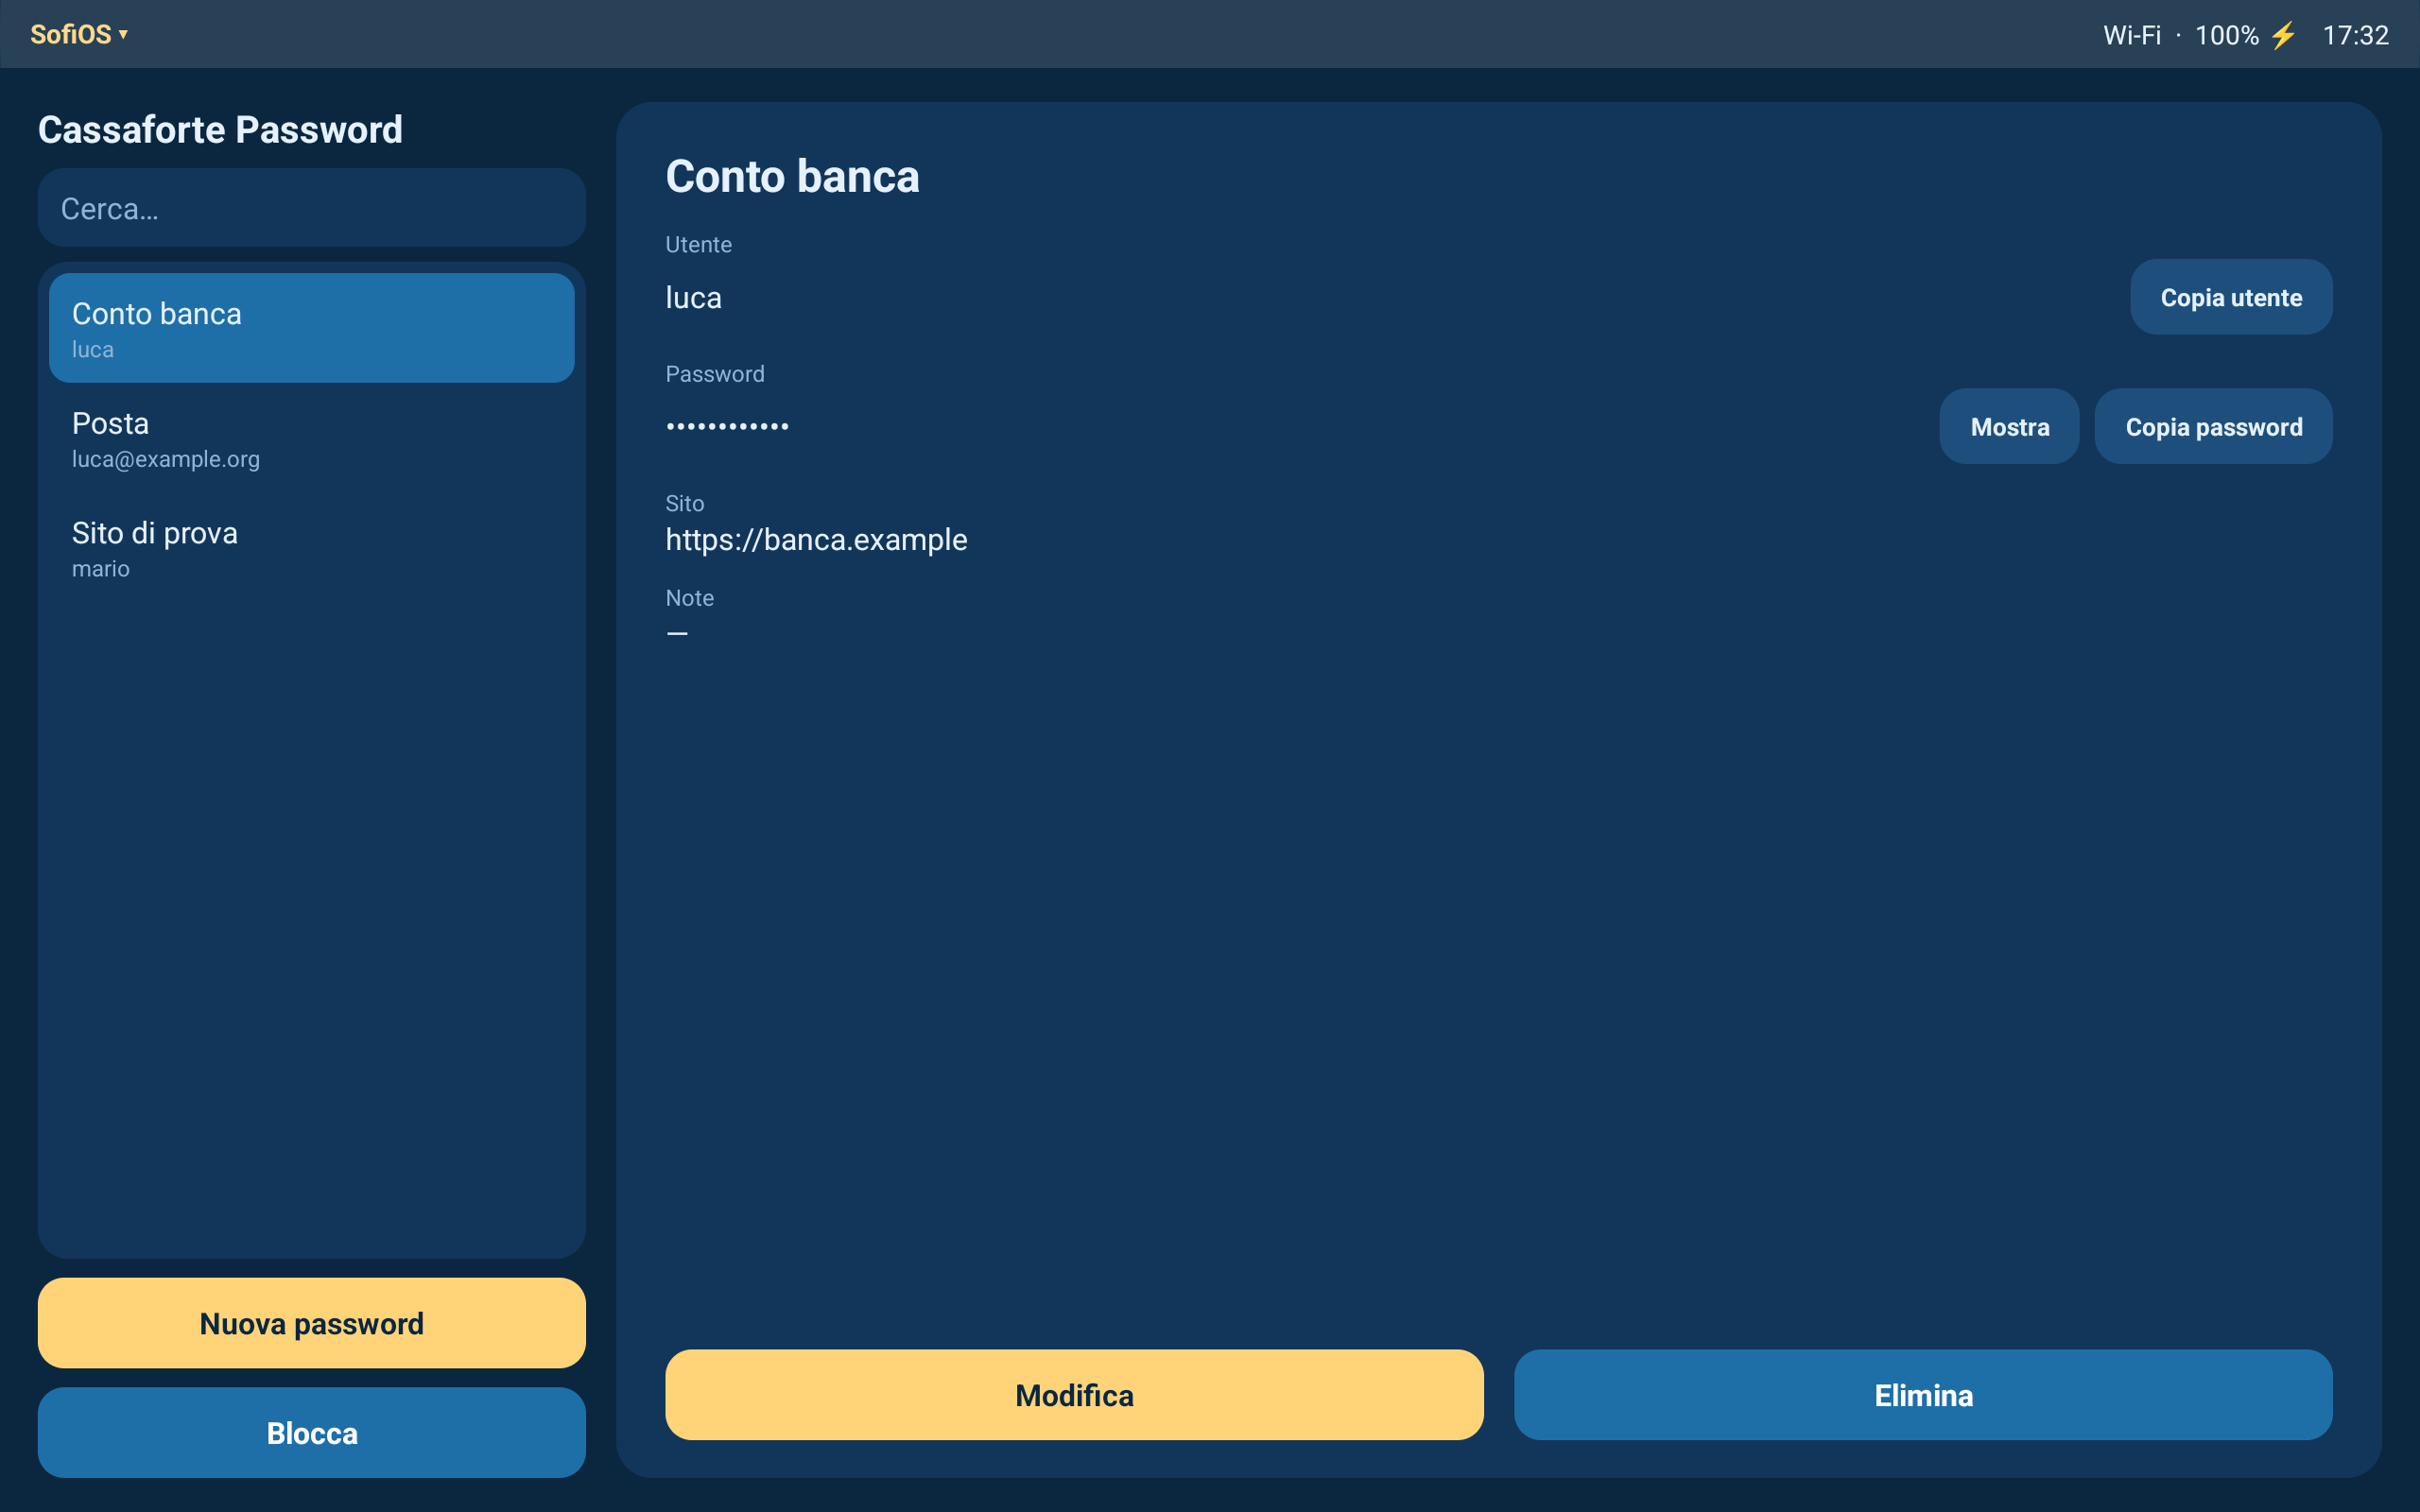 SofiOS ▾
Wi-Fi · 100% ⚡ 17:32
Cassaforte Password
Cerca…
Conto banca
luca
Posta
luca@example.org
Sito di prova
mario
Nuova password
Blocca
Conto banca
Utente
luca
Copia utente
Password
••••••••••••
Mostra
Copia password
Sito
https://banca.example
Note
—
Modifica
Elimina